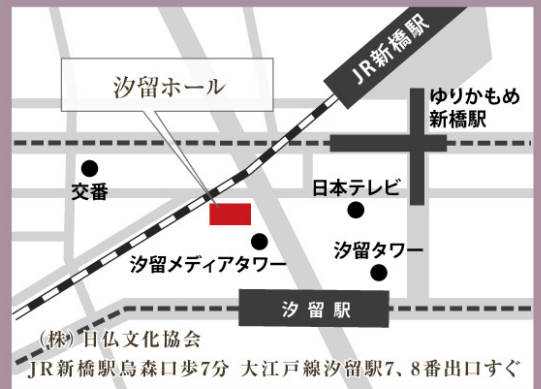 JR新橋駅
汐留ホール
ゆりかもめ
新橋駅
交番
日本テレビ
汐留メディアタワー
汐留タワー
汐留駅
(株)日仏文化協会
JR新橋駅烏森口歩7分 大江戸線汐留駅7、8番出口すぐ